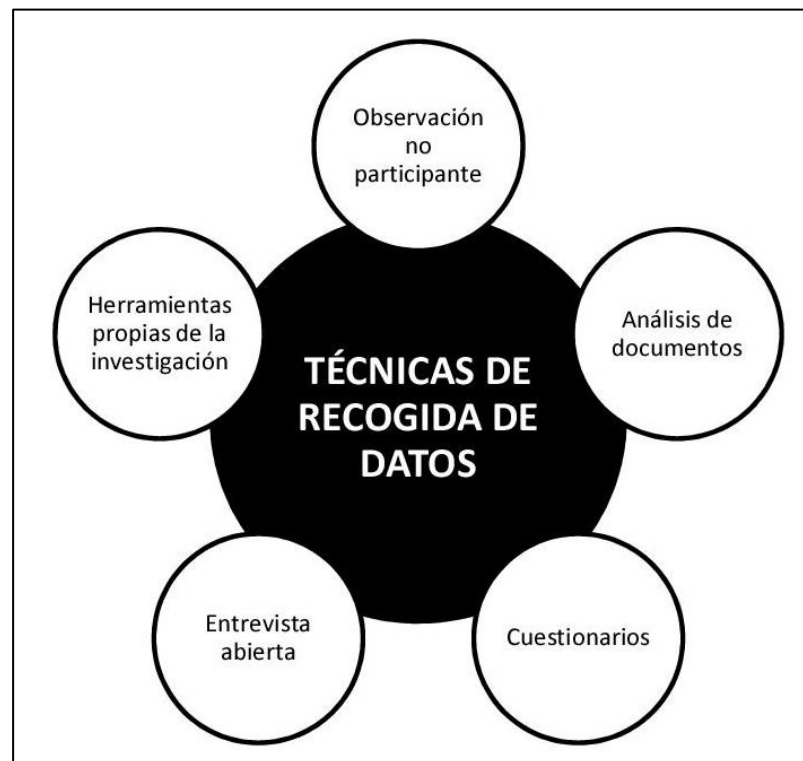 Observación
no
participante
Herramientas
propias de la
investigación
Análisis de
documentos
TÉCNICAS DE
RECOGIDA DE
DATOS
Entrevista
abierta
Cuestionarios